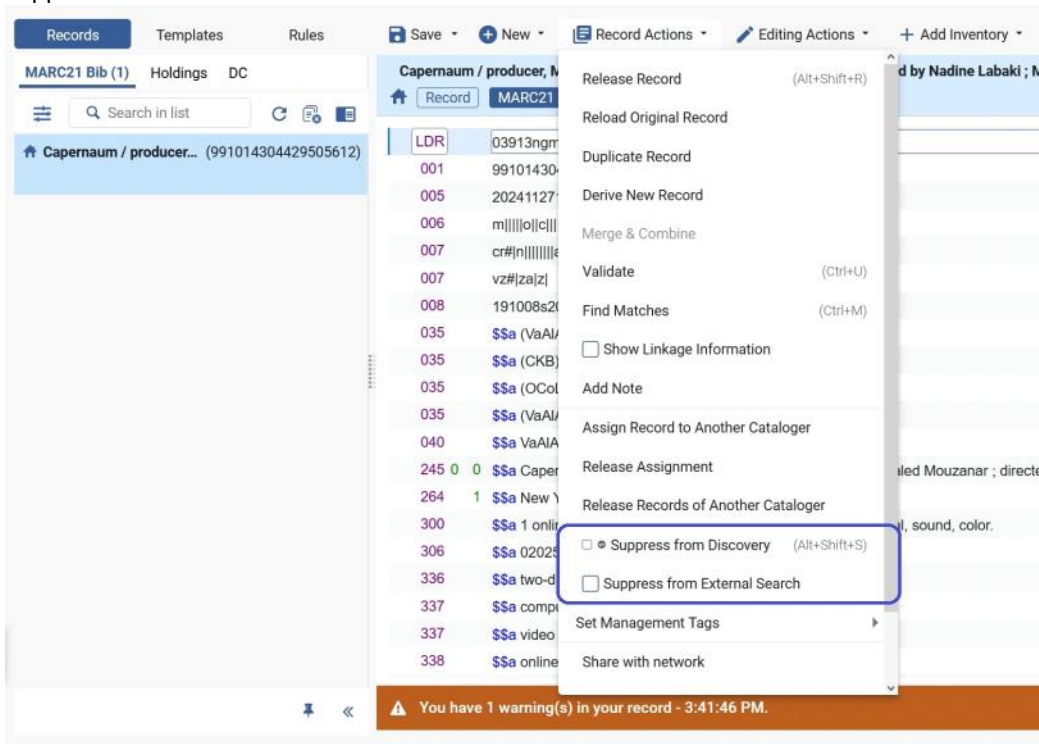 Records Templates Rules
Save New Record Actions Editing Actions + Add Inventory
MARC21 Bib (1) Holdings DC
Search in list
Capernaum / producer... (991014304429505612)
Capernaum / producer, M
d by Nadine Labaki ; M
Record MARC21
LDR 03913ngm
001 99101430
005 20241127
006 m|||||o||c|||
007 cr#|n||||||||a
007 vz#|za|z|
008 191008s20
035 $$a (VaAlA
035 $$a (CKB)
035 $$a (OCoL
035 $$a (VaAlA
040 $$a VaAlA
245 0 0 $$a Caper
aled Mouzanar ; directe
264 1 $$a New Y
300 $$a 1 onlin
al, sound, color.
306 $$a 02025
336 $$a two-d
337 $$a compu
337 $$a video
338 $$a online
Release Record (Alt+Shift+R)
Reload Original Record
Duplicate Record
Derive New Record
Merge & Combine
Validate (Ctrl+U)
Find Matches (Ctrl+M)
Show Linkage Information
Add Note
Assign Record to Another Cataloger
Release Assignment
Release Records of Another Cataloger
Suppress from Discovery (Alt+Shift+S)
Suppress from External Search
Set Management Tags
Share with network
You have 1 warning(s) in your record - 3:41:46 PM.